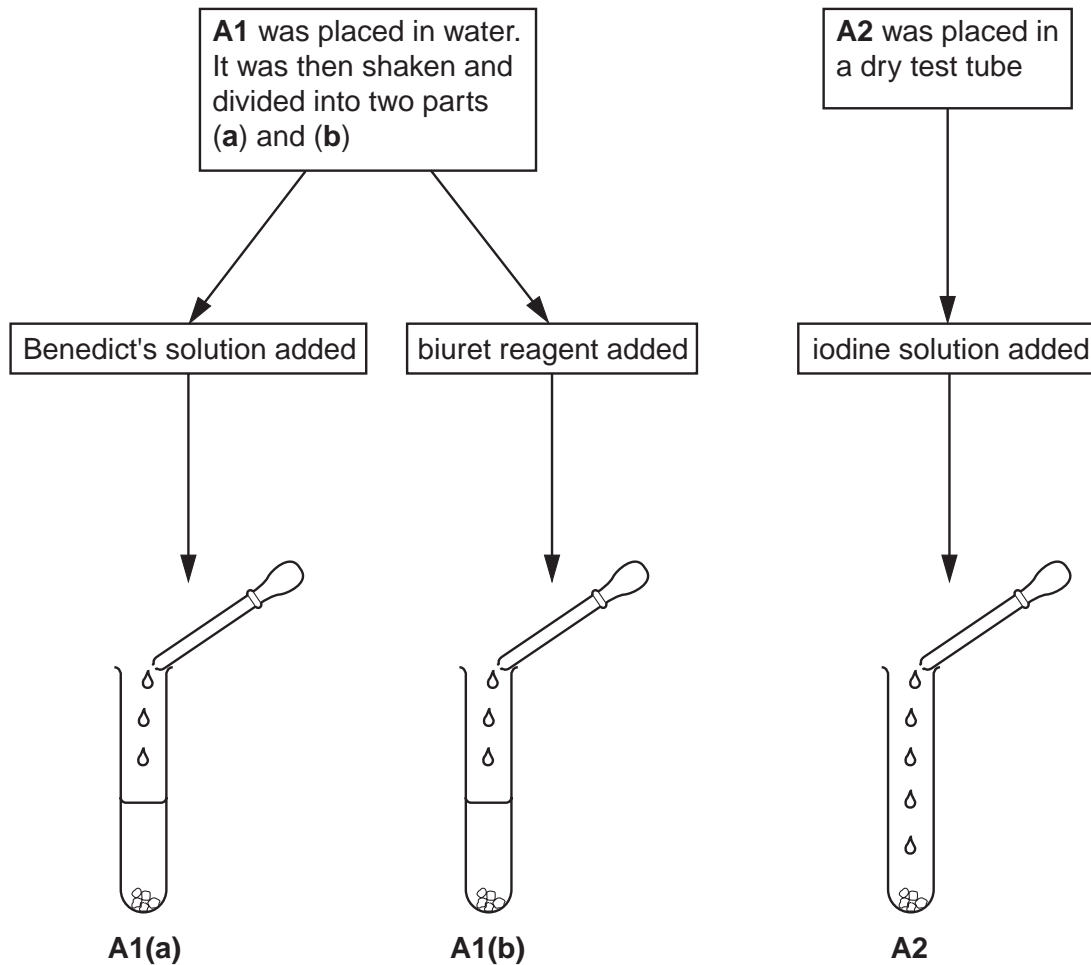 A1 was placed in water.
It was then shaken and
divided into two parts
(a) and (b)
A2 was placed in
a dry test tube
Benedict's solution added
biuret reagent added
iodine solution added
A1(a)
A1(b)
A2